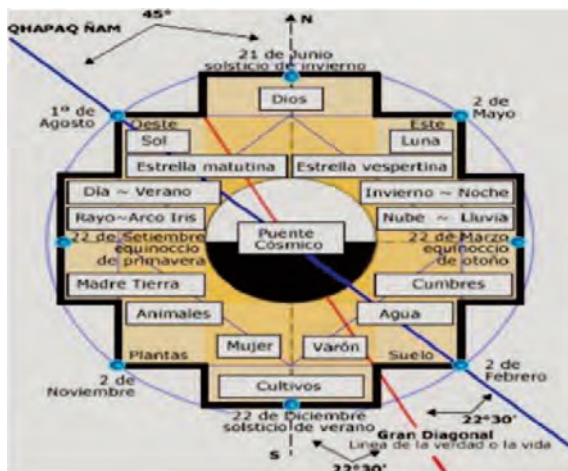 45°
N
QHAPAQ ÑAM
21 de Junio
solsticio de invierno
1º de
Agosto
2 de
Mayo
Dios
Oeste
Este
Sol
Luna
Estrella matutina
Estrella vespertina
Día ~ Verano
Invierno ~ Noche
Rayo~Arco Iris
Nube ~ Lluvia
Puente
Cósmico
22 de Setiembre
equinoccio
de primavera
22 de Marzo
equinoccio
de otoño
Madre Tierra
Cumbres
Animales
Agua
Mujer
Varón
Plantas
Suelo
2 de
Noviembre
2 de
Febrero
Cultivos
22 de Diciembre
solsticio de verano
22°30'
Gran Diagonal
Línea de la verdad o la vida
S
22°30'